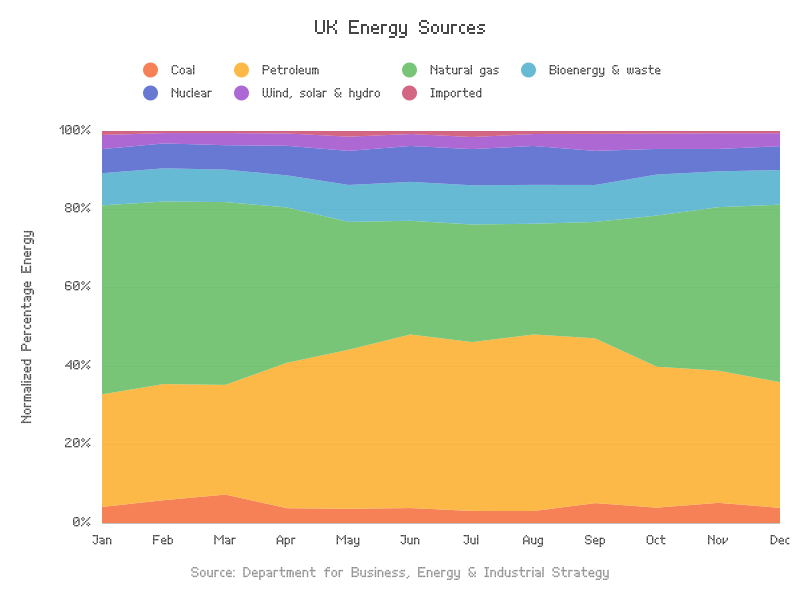 UK Energy Sources
Coal Petroleum Natural gas Bioenergy & waste
Nuclear Wind, solar & hydro Imported
100%
80%
60%
40%
20%
0%
Normalized Percentage Energy
Jan Feb Mar Apr May Jun Jul Aug Sep Oct Nov Dec
Source: Department for Business, Energy & Industrial Strategy